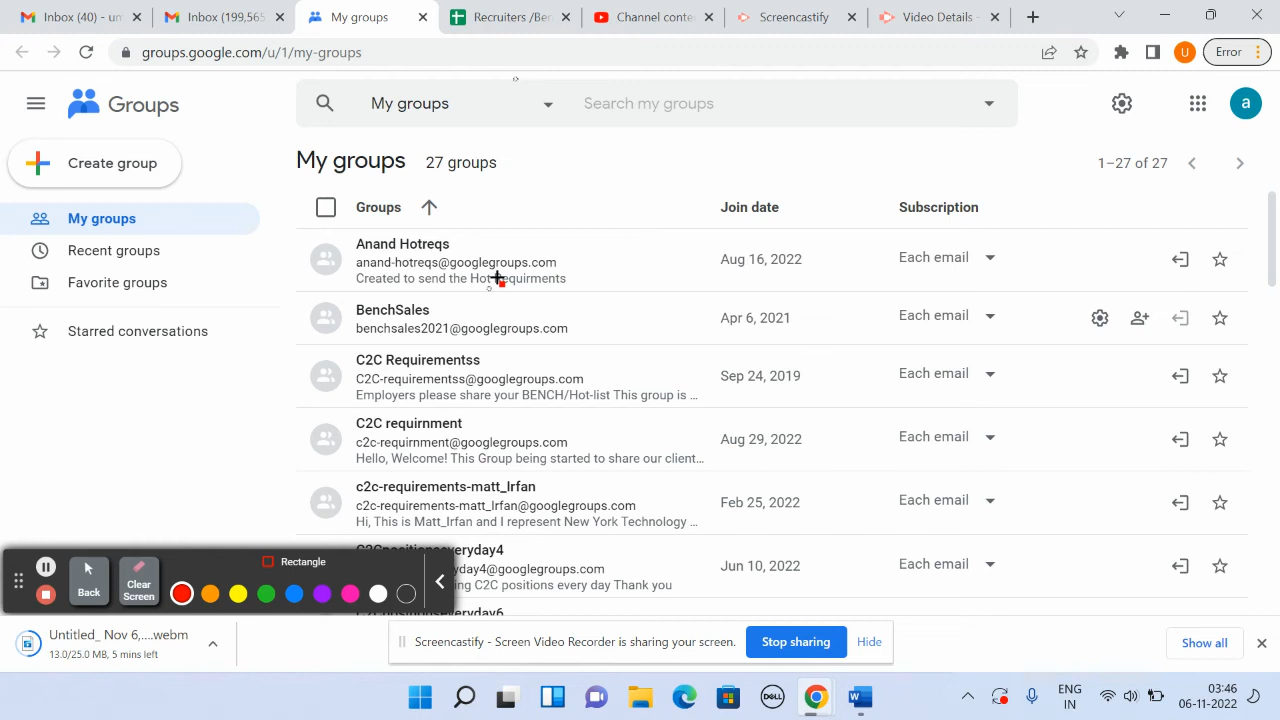 Inbox (40) - un
Inbox (199,565
My groups
Recruiters /Ben
Channel conte
Screencastify
Video Details -
groups.google.com/u/1/my-groups
U
Error
Groups
My groups
Search my groups
a
Create group
My groups 27 groups
1–27 of 27
My groups
Recent groups
Favorite groups
Starred conversations
Groups
Join date
Subscription
Anand Hotreqs
anand-hotreqs@googlegroups.com
Created to send the Hot requirments
Aug 16, 2022
Each email
BenchSales
benchsales2021@googlegroups.com
Apr 6, 2021
Each email
C2C Requirementss
C2C-requirementss@googlegroups.com
Employers please share your BENCH/Hot-list This group is ...
Sep 24, 2019
Each email
C2C requirnment
c2c-requirnment@googlegroups.com
Hello, Welcome! This Group being started to share our client...
Aug 29, 2022
Each email
c2c-requirements-matt_Irfan
c2c-requirements-matt_Irfan@googlegroups.com
Hi, This is Matt_Irfan and I represent New York Technology ...
Feb 25, 2022
Each email
day4@googlegroups.com
C2C positions every day Thank you
Jun 10, 2022
Each email
Back
Clear
Screen
Rectangle
Untitled_ Nov 6,....webm
13.0/25.0 MB, 5 mins left
Screencastify - Screen Video Recorder is sharing your screen.
Stop sharing
Hide
Show all
DELL
ENG
IN
03:46
06-11-2022